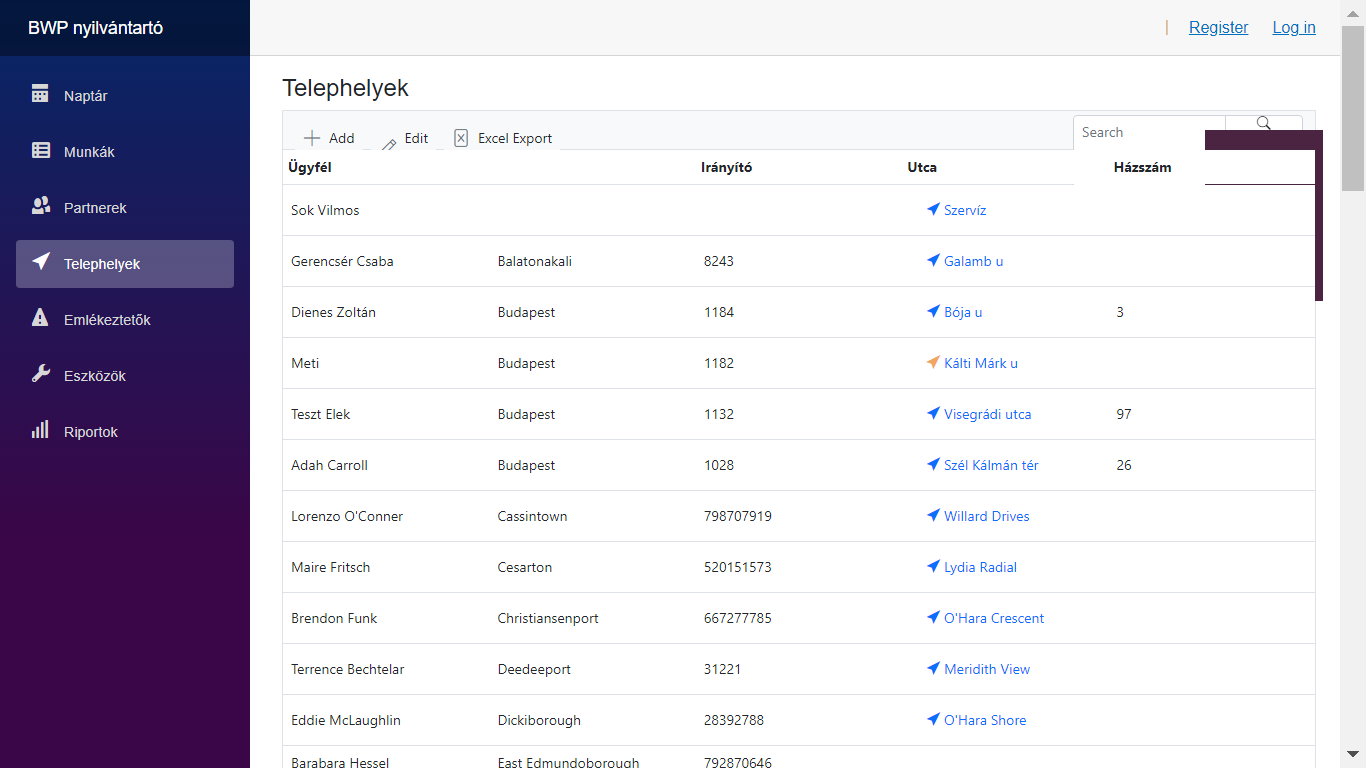 BWP nyilvántartó
| Register Log in
Naptár
Munkák
Partnerek
Telephelyek
Emlékeztetők
Eszközök
Riportok
Telephelyek
Add Edit Excel Export Search
Ügyfél Irányító Utca Házszám
Sok Vilmos Szervíz
Gerencsér Csaba Balatonakali 8243 Galamb u
Dienes Zoltán Budapest 1184 Bója u 3
Meti Budapest 1182 Kálti Márk u
Teszt Elek Budapest 1132 Visegrádi utca 97
Adah Carroll Budapest 1028 Szél Kálmán tér 26
Lorenzo O'Conner Cassintown 798707919 Willard Drives
Maire Fritsch Cesarton 520151573 Lydia Radial
Brendon Funk Christiansenport 667277785 O'Hara Crescent
Terrence Bechtelar Deedeeport 31221 Meridith View
Eddie McLaughlin Dickiborough 28392788 O'Hara Shore
Barabara Hessel East Edmundoborough 792870646